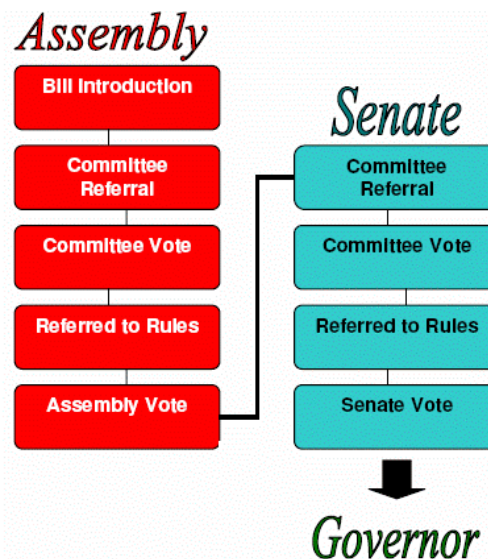 Assembly
Bill Introduction
Committee
Referral
Committee Vote
Referred to Rules
Assembly Vote
Senate
Committee
Referral
Committee Vote
Referred to Rules
Senate Vote
Governor